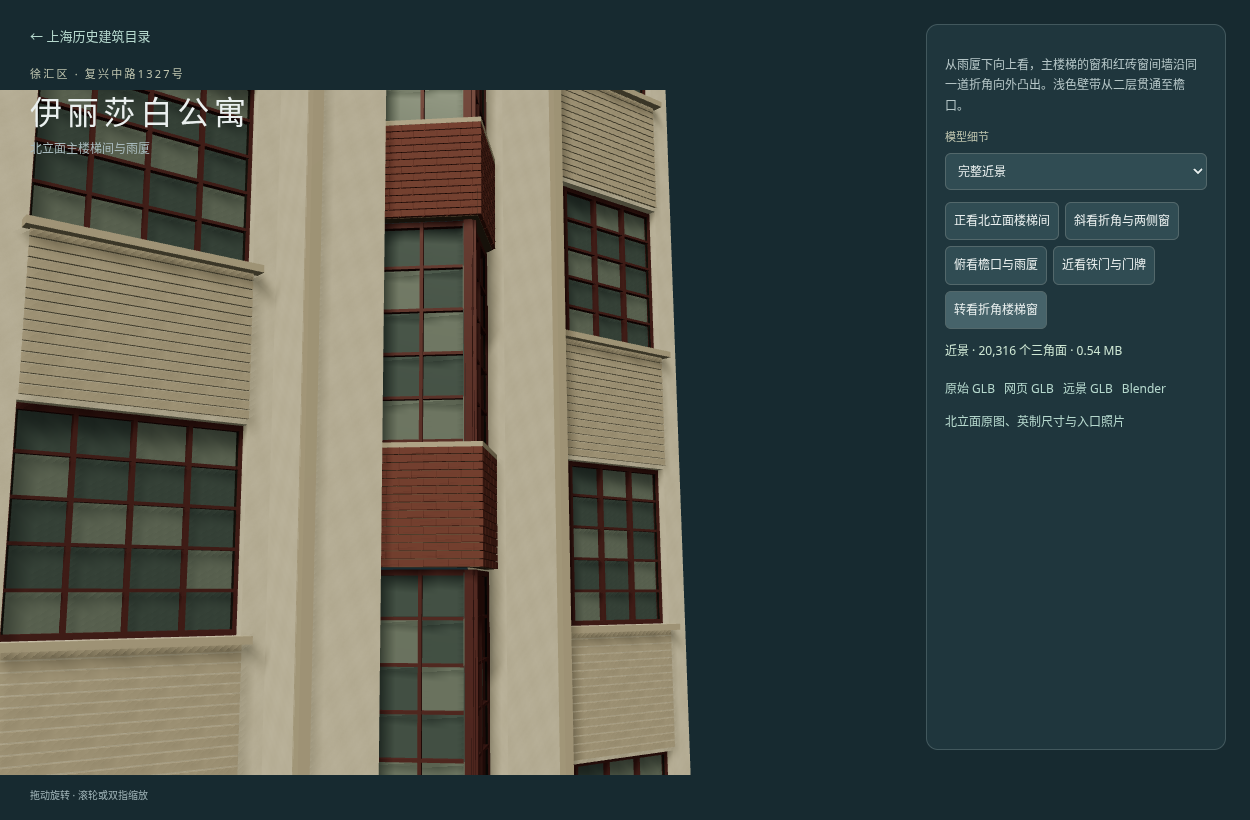 ← 上海历史建筑目录
徐汇区 · 复兴中路1327号
伊丽莎白公寓
北立面主楼梯间与雨厦
从雨厦下向上看，主楼梯的窗和红砖窗间墙沿同
一道折角向外凸出。浅色壁带从二层贯通至檐
口。
模型细节
完整近景
正看北立面楼梯间
斜看折角与两侧窗
俯看檐口与雨厦
近看铁门与门牌
转看折角楼梯窗
近景 · 20,316 个三角面 · 0.54 MB
原始 GLB 网页 GLB 远景 GLB Blender
北立面原图、英制尺寸与入口照片
拖动旋转 · 滚轮或双指缩放